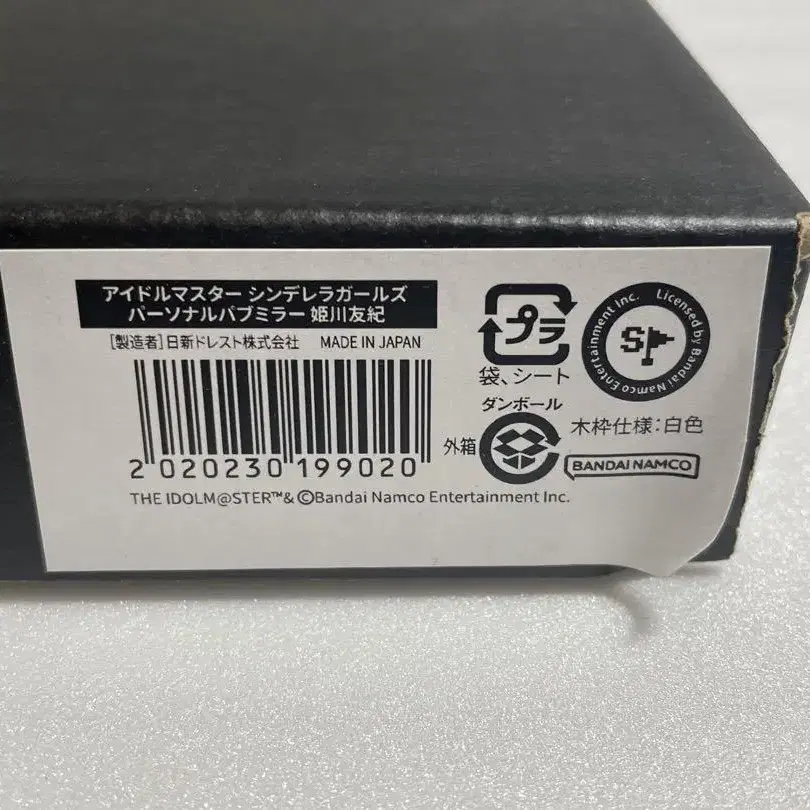 アイドルマスター シンデレラガールズ
パーソナルパブミラー 姫川友紀
[製造者]日新ドレスト株式会社 MADE IN JAPAN
2 020230 199020
THE IDOLM@STER™& ©Bandai Namco Entertainment Inc.
プラ
袋、シート
ダンボール
外箱
Licensed by Bandai Namco Entertainment Inc.
S
木枠仕様:白色
BANDAI NAMCO